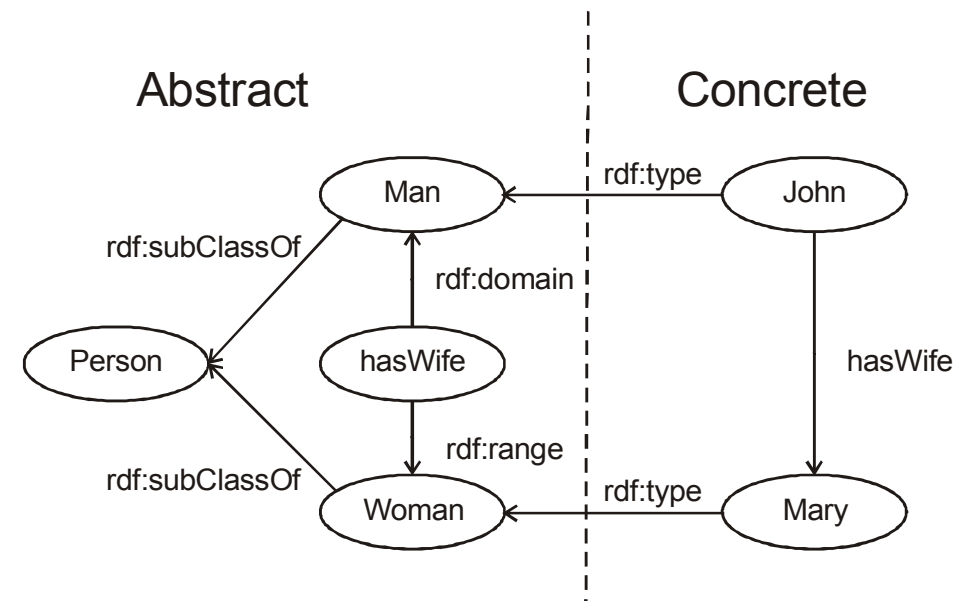 Abstract
Concrete
Man
rdf:type
John
rdf:subClassOf
rdf:domain
Person
hasWife
hasWife
rdf:range
rdf:subClassOf
Woman
rdf:type
Mary